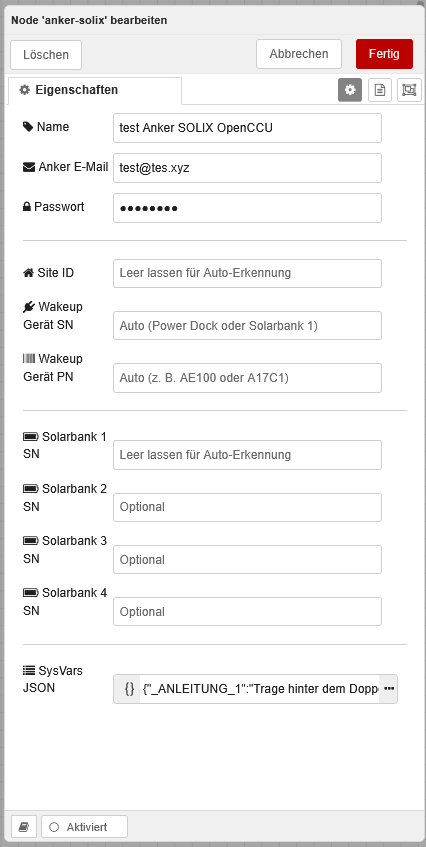 Node 'anker-solix' bearbeiten
Löschen
Abbrechen
Fertig
Eigenschaften
Name
test Anker SOLIX OpenCCU
Anker E-Mail
test@tes.xyz
Passwort
●●●●●●●●
Site ID
Leer lassen für Auto-Erkennung
Wakeup
Gerät SN
Auto (Power Dock oder Solarbank 1)
Wakeup
Gerät PN
Auto (z. B. AE100 oder A17C1)
Solarbank 1
SN
Leer lassen für Auto-Erkennung
Solarbank 2
SN
Optional
Solarbank 3
SN
Optional
Solarbank 4
SN
Optional
SysVars
JSON
{} {"_ANLEITUNG_1":"Trage hinter dem Doppe ...
Aktiviert